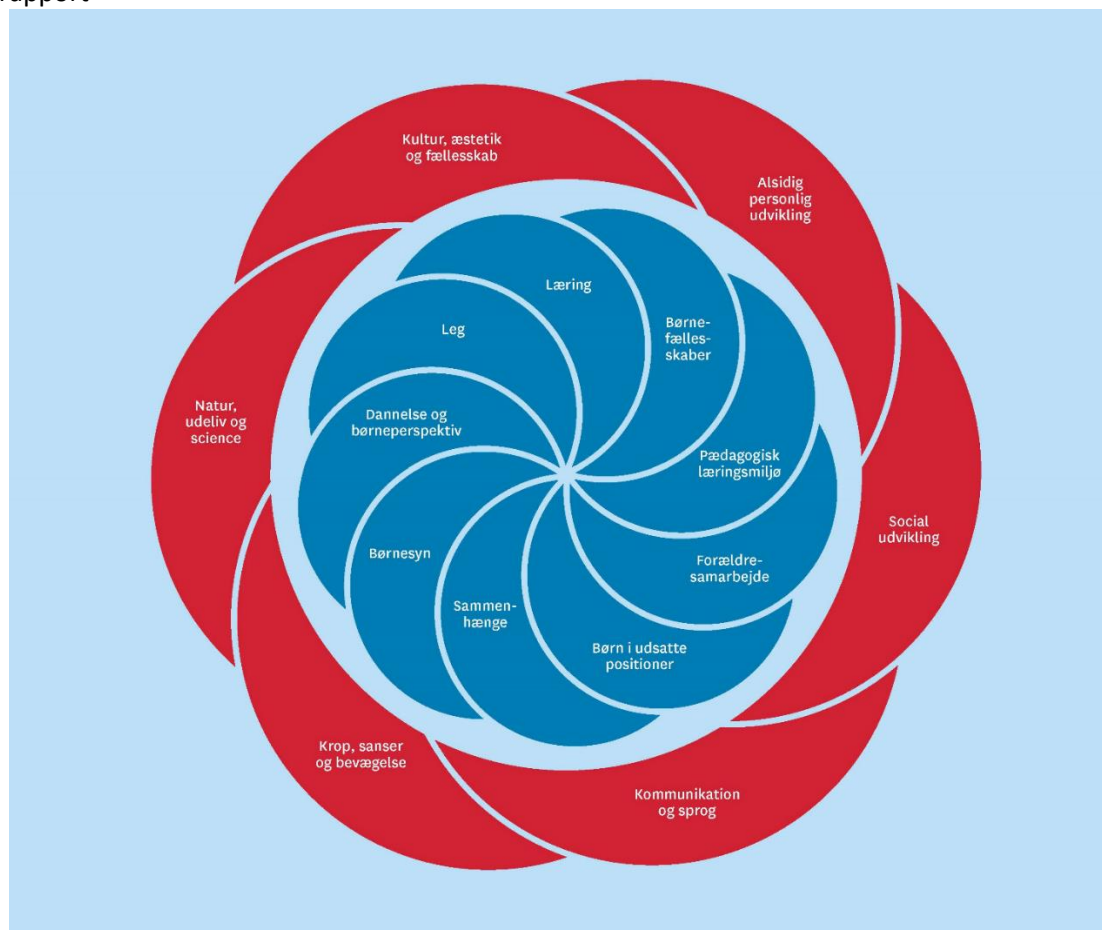 Kultur, æstetik
og fællesskab
Alsidig
personlig
udvikling
Læring
Børne-
fælles-
skaber
Leg
Natur,
udeliv og
science
Dannelse og
børneperspektiv
Pædagogisk
læringsmiljø
Social
udvikling
Børnesyn
Forældre-
samarbejde
Sammen-
hænge
Børn i udsatte
positioner
Krop, sanser
og bevægelse
Kommunikation
og sprog